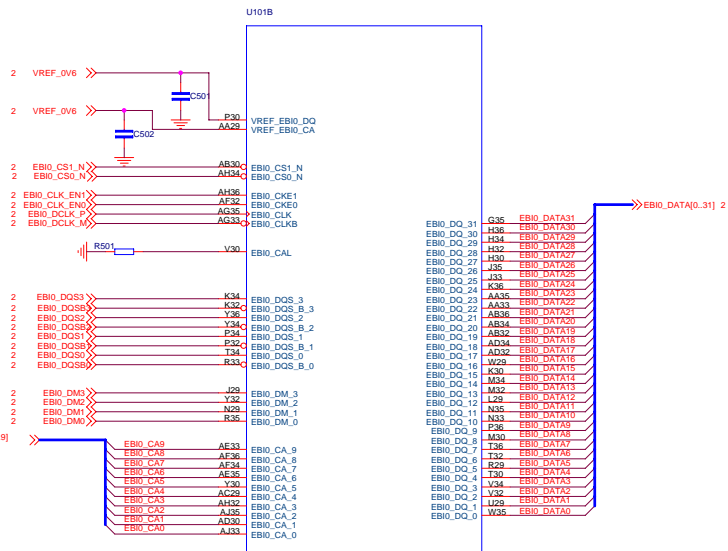 U101B
2 VREF_0V6
C501
2 VREF_0V6
C502
P30 VREF_EBI0_DQ
AA29 VREF_EBI0_CA
2 EBI0_CS1_N AB30 EBI0_CS1_N
2 EBI0_CS0_N AH34 EBI0_CS0_N
2 EBI0_CLK_EN1 AH36 EBI0_CKE1
2 EBI0_CLK_EN0 AF32 EBI0_CKE0
2 EBI0_DCLK_P AG35 EBI0_CLK
2 EBI0_DCLK_M AG33 EBI0_CLKB
R501 V30 EBI0_CAL
2 EBI0_DQS3 K34 EBI0_DQS_3
2 EBI0_DQSB3 K32 EBI0_DQS_B_3
2 EBI0_DQS2 Y36 EBI0_DQS_2
2 EBI0_DQSB2 Y34 EBI0_DQS_B_2
2 EBI0_DQS1 P34 EBI0_DQS_1
2 EBI0_DQSB1 P32 EBI0_DQS_B_1
2 EBI0_DQS0 T34 EBI0_DQS_0
2 EBI0_DQSB0 R33 EBI0_DQS_B_0
2 EBI0_DM3 J29 EBI0_DM_3
2 EBI0_DM2 Y32 EBI0_DM_2
2 EBI0_DM1 N29 EBI0_DM_1
2 EBI0_DM0 R35 EBI0_DM_0
9]
EBI0_CA9 AE33 EBI0_CA_9
EBI0_CA8 AF36 EBI0_CA_8
EBI0_CA7 AF34 EBI0_CA_7
EBI0_CA6 AE35 EBI0_CA_6
EBI0_CA5 Y30 EBI0_CA_5
EBI0_CA4 AC29 EBI0_CA_4
EBI0_CA3 AH32 EBI0_CA_3
EBI0_CA2 AJ35 EBI0_CA_2
EBI0_CA1 AD30 EBI0_CA_1
EBI0_CA0 AJ33 EBI0_CA_0
EBI0_DATA[0..31] 2
EBI0_DQ_31 G35 EBI0_DATA31
EBI0_DQ_30 H36 EBI0_DATA30
EBI0_DQ_29 H34 EBI0_DATA29
EBI0_DQ_28 H32 EBI0_DATA28
EBI0_DQ_27 H30 EBI0_DATA27
EBI0_DQ_26 J35 EBI0_DATA26
EBI0_DQ_25 J33 EBI0_DATA25
EBI0_DQ_24 K36 EBI0_DATA24
EBI0_DQ_23 AA35 EBI0_DATA23
EBI0_DQ_22 AA33 EBI0_DATA22
EBI0_DQ_21 AB36 EBI0_DATA21
EBI0_DQ_20 AB34 EBI0_DATA20
EBI0_DQ_19 AB32 EBI0_DATA19
EBI0_DQ_18 AD34 EBI0_DATA18
EBI0_DQ_17 AD32 EBI0_DATA17
EBI0_DQ_16 W29 EBI0_DATA16
EBI0_DQ_15 K30 EBI0_DATA15
EBI0_DQ_14 M34 EBI0_DATA14
EBI0_DQ_13 M32 EBI0_DATA13
EBI0_DQ_12 L29 EBI0_DATA12
EBI0_DQ_11 N35 EBI0_DATA11
EBI0_DQ_10 N33 EBI0_DATA10
EBI0_DQ_9 P36 EBI0_DATA9
EBI0_DQ_8 M30 EBI0_DATA8
EBI0_DQ_7 T36 EBI0_DATA7
EBI0_DQ_6 T32 EBI0_DATA6
EBI0_DQ_5 R29 EBI0_DATA5
EBI0_DQ_4 T30 EBI0_DATA4
EBI0_DQ_3 V34 EBI0_DATA3
EBI0_DQ_2 V32 EBI0_DATA2
EBI0_DQ_1 U29 EBI0_DATA1
EBI0_DQ_0 W35 EBI0_DATA0